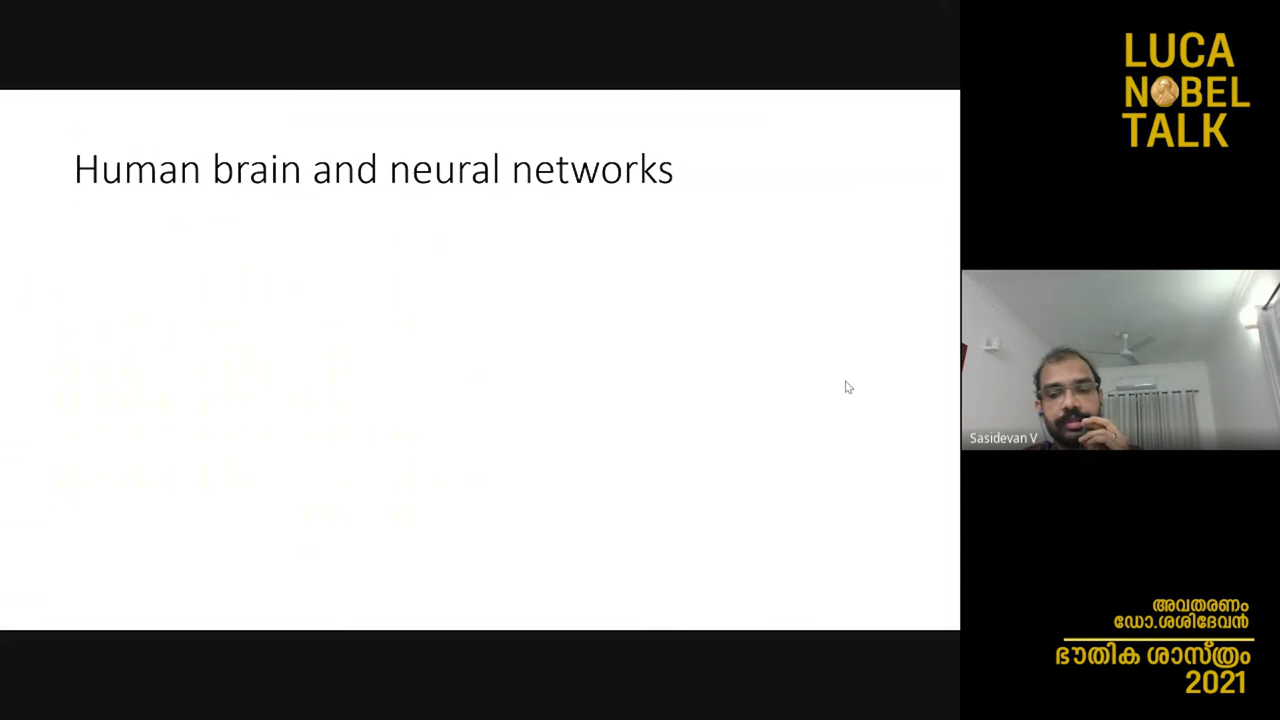 Human brain and neural networks
LUCA
NOBEL
TALK
Sasidevan V
അവതരണം
ഡോ.ശശിദേവൻ
ഭൗതിക ശാസ്ത്രം
2021